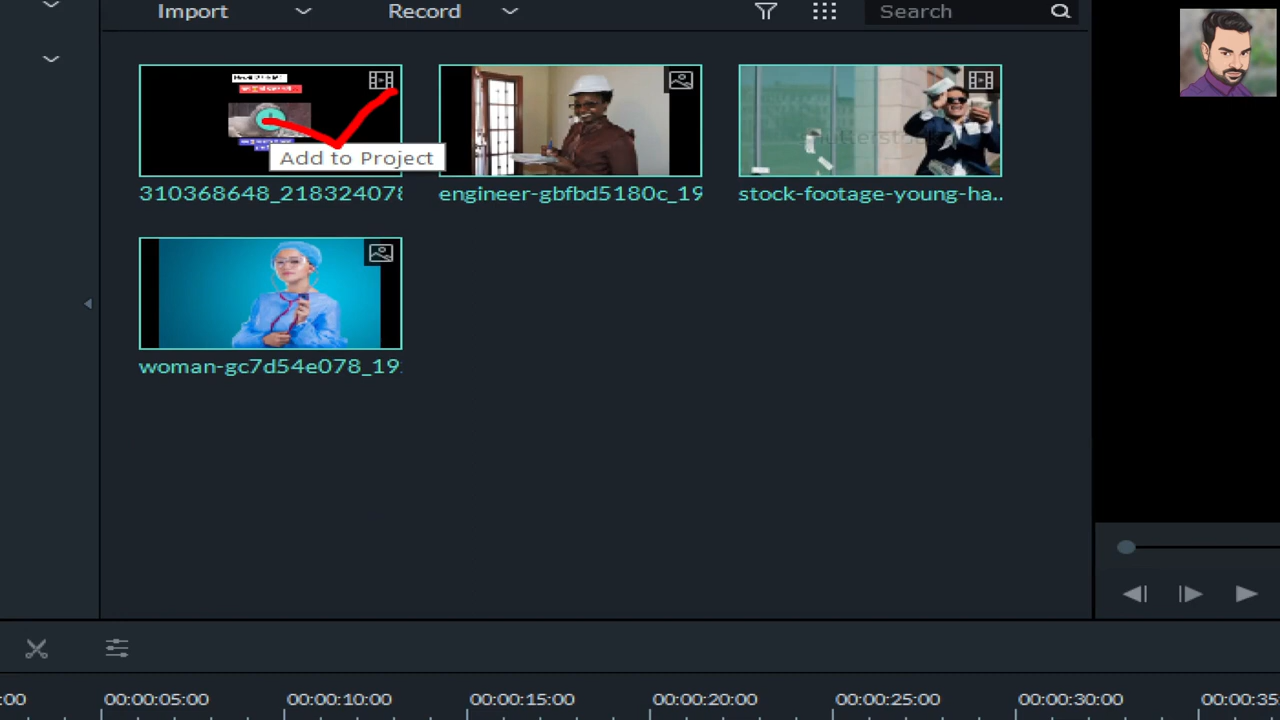 Import
Record
Search
Add to Project
310368648_218324078
engineer-gbfbd5180c_19
stock-footage-young-ha..
woman-gc7d54e078_19
:00
00:00:05:00
00:00:10:00
00:00:15:00
00:00:20:00
00:00:25:00
00:00:30:00
00:00:35